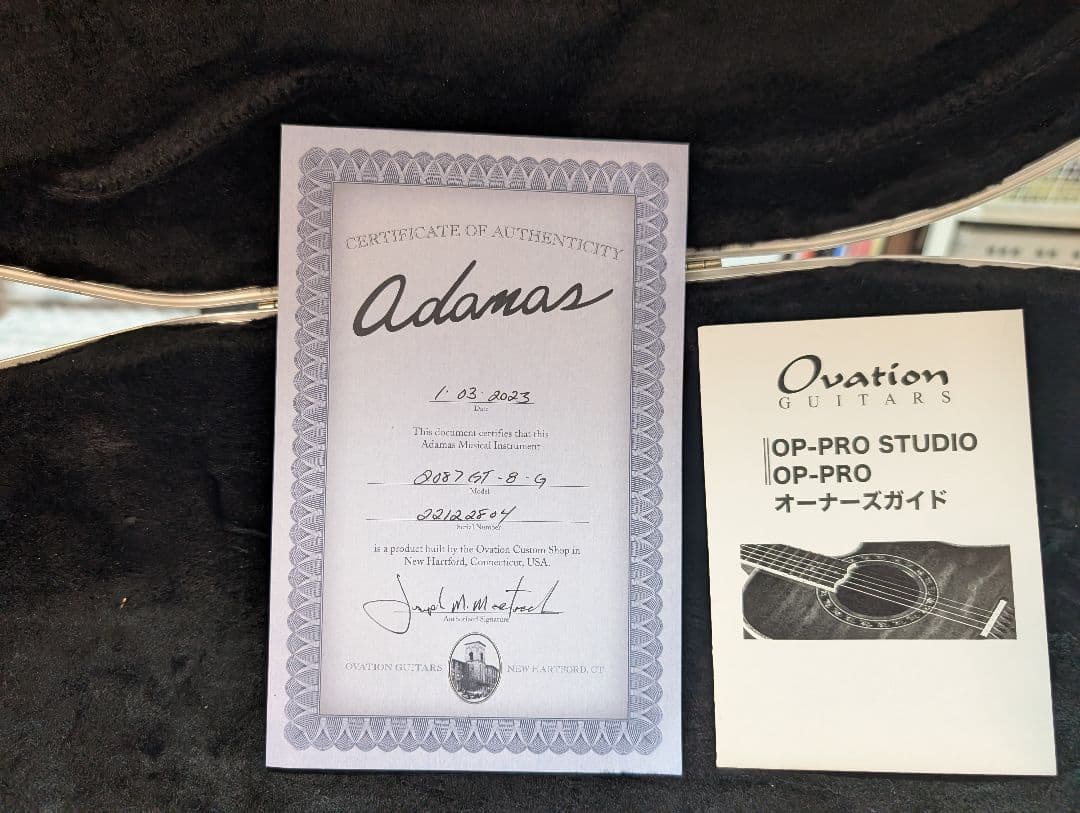 CERTIFICATE OF AUTHENTICITY
Adamas
1·03·2023
Date
This document certifies that this
Adamas Musical Instrument
2087 GT-8-G
Model
22122804
Serial Number
is a product built by the Ovation Custom Shop in
New Hartford, Connecticut, USA.
Authorized Signature
OVATION GUITARS
NEW HARTFORD, CT
Ovation
GUITARS
OP-PRO STUDIO
OP-PRO
オーナーズガイド